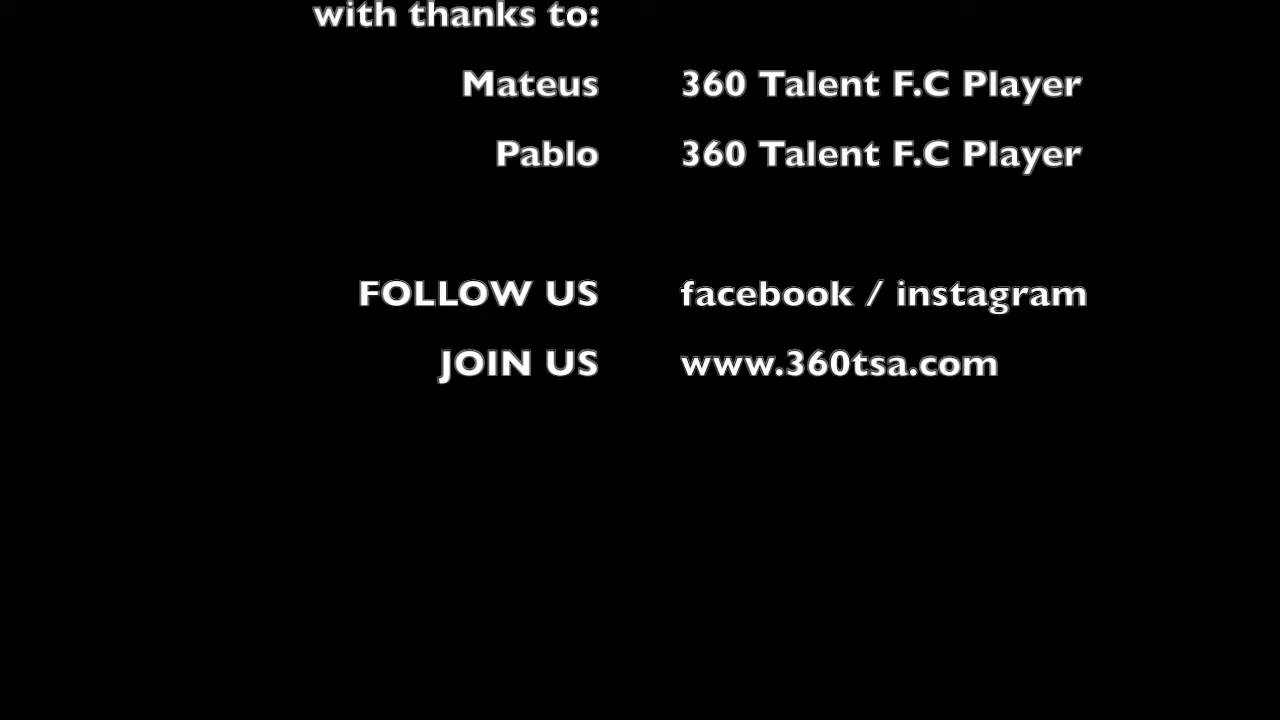 with thanks to:
Mateus 360 Talent F.C Player
Pablo 360 Talent F.C Player
FOLLOW US facebook / instagram
JOIN US www.360tsa.com